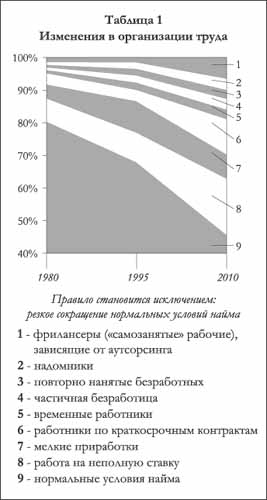 Таблица 1
Изменения в организации труда
100%
90%
80%
70%
60%
50%
40%
1
2
3
4
5
6
7
8
9
1980
1995
2010
Правило становится исключением:
резкое сокращение нормальных условий найма
1 - фрилансеры («самозанятые» рабочие),
зависящие от аутсорсинга
2 - надомники
3 - повторно нанятые безработных
4 - частичная безработица
5 - временные работники
6 - работники по краткосрочным контрактам
7 - мелкие приработки
8 - работа на неполную ставку
9 - нормальные условия найма